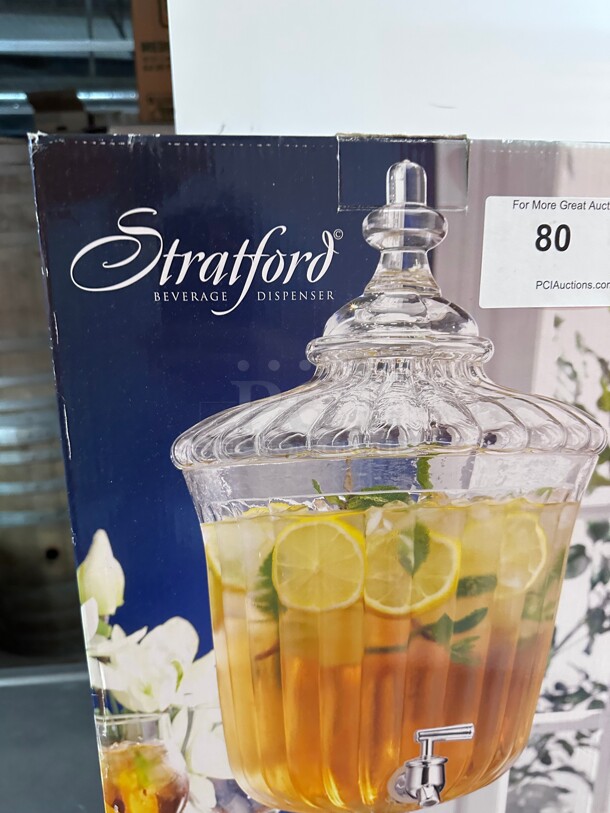 Stratford©
BEVERAGE DISPENSER
For More Great Auct
80
PCIAuctions.com